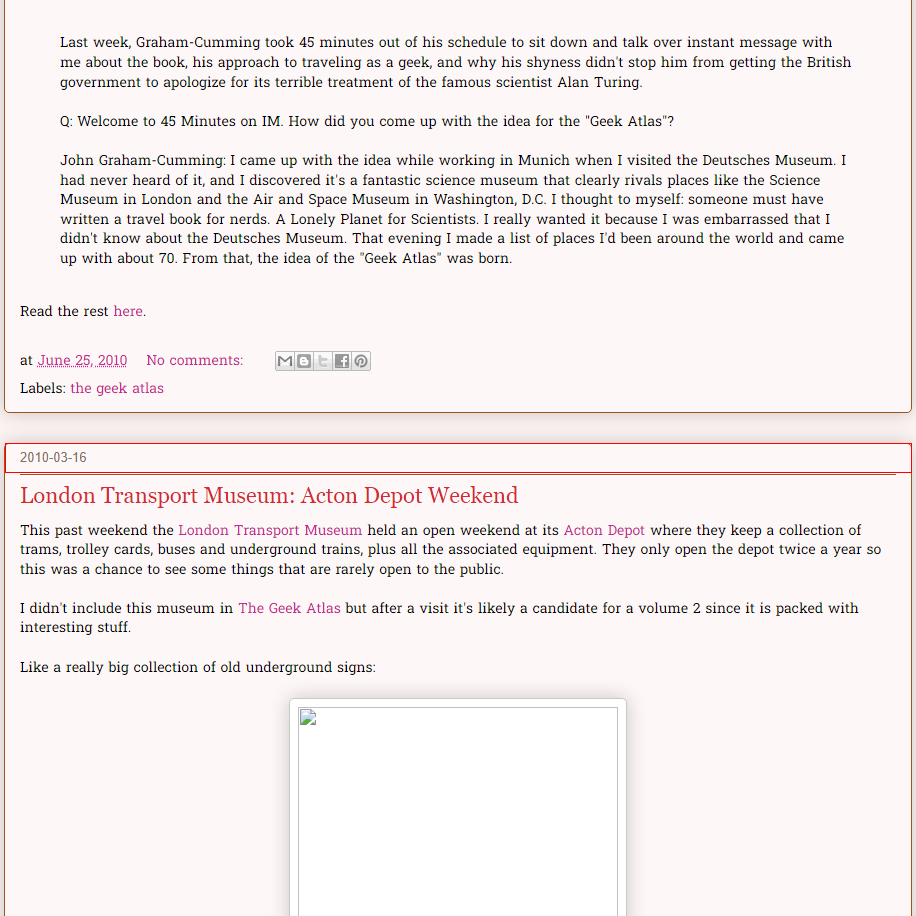 Last week, Graham-Cumming took 45 minutes out of his schedule to sit down and talk over instant message with
me about the book, his approach to traveling as a geek, and why his shyness didn't stop him from getting the British
government to apologize for its terrible treatment of the famous scientist Alan Turing.
Q: Welcome to 45 Minutes on IM. How did you come up with the idea for the "Geek Atlas"?
John Graham-Cumming: I came up with the idea while working in Munich when I visited the Deutsches Museum. I
had never heard of it, and I discovered it's a fantastic science museum that clearly rivals places like the Science
Museum in London and the Air and Space Museum in Washington, D.C. I thought to myself: someone must have
written a travel book for nerds. A Lonely Planet for Scientists. I really wanted it because I was embarrassed that I
didn't know about the Deutsches Museum. That evening I made a list of places I'd been around the world and came
up with about 70. From that, the idea of the "Geek Atlas" was born.
Read the rest here.
at June 25, 2010 No comments:
Labels: the geek atlas
2010-03-16
London Transport Museum: Acton Depot Weekend
This past weekend the London Transport Museum held an open weekend at its Acton Depot where they keep a collection of
trams, trolley cards, buses and underground trains, plus all the associated equipment. They only open the depot twice a year so
this was a chance to see some things that are rarely open to the public.
I didn't include this museum in The Geek Atlas but after a visit it's likely a candidate for a volume 2 since it is packed with
interesting stuff.
Like a really big collection of old underground signs: